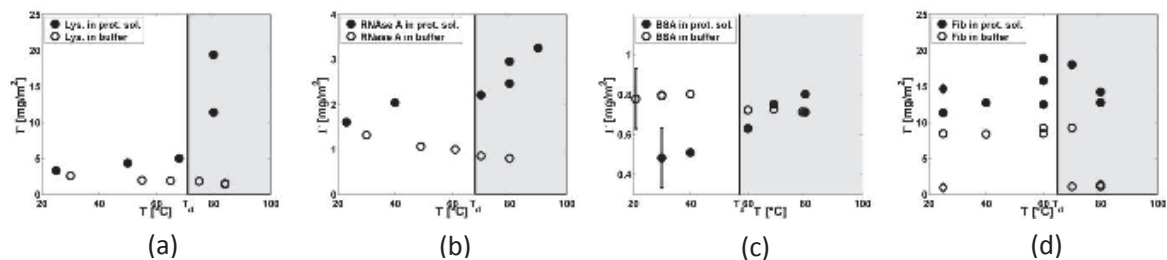 Lys. in prot. sol.
Lys. in buffer
Γ [mg/m²]
25
20
15
10
5
0
20 40 60 80 100
T [°C]
T_d
(a)
RNAse A in prot. sol.
RNase A in buffer
Γ [mg/m²]
4
3
2
1
0
20 40 60 80 100
T [°C]
T_d
(b)
BSA in prot. sol.
BSA in buffer
Γ [mg/m²]
1
0.8
0.6
0.4
20 40 60 80 100
T_d
T [°C]
(c)
Fib in prot. sol.
Fib in buffer
Γ [mg/m²]
25
20
15
10
5
0
20 40 60 80 100
T [°C]
T_d
(d)